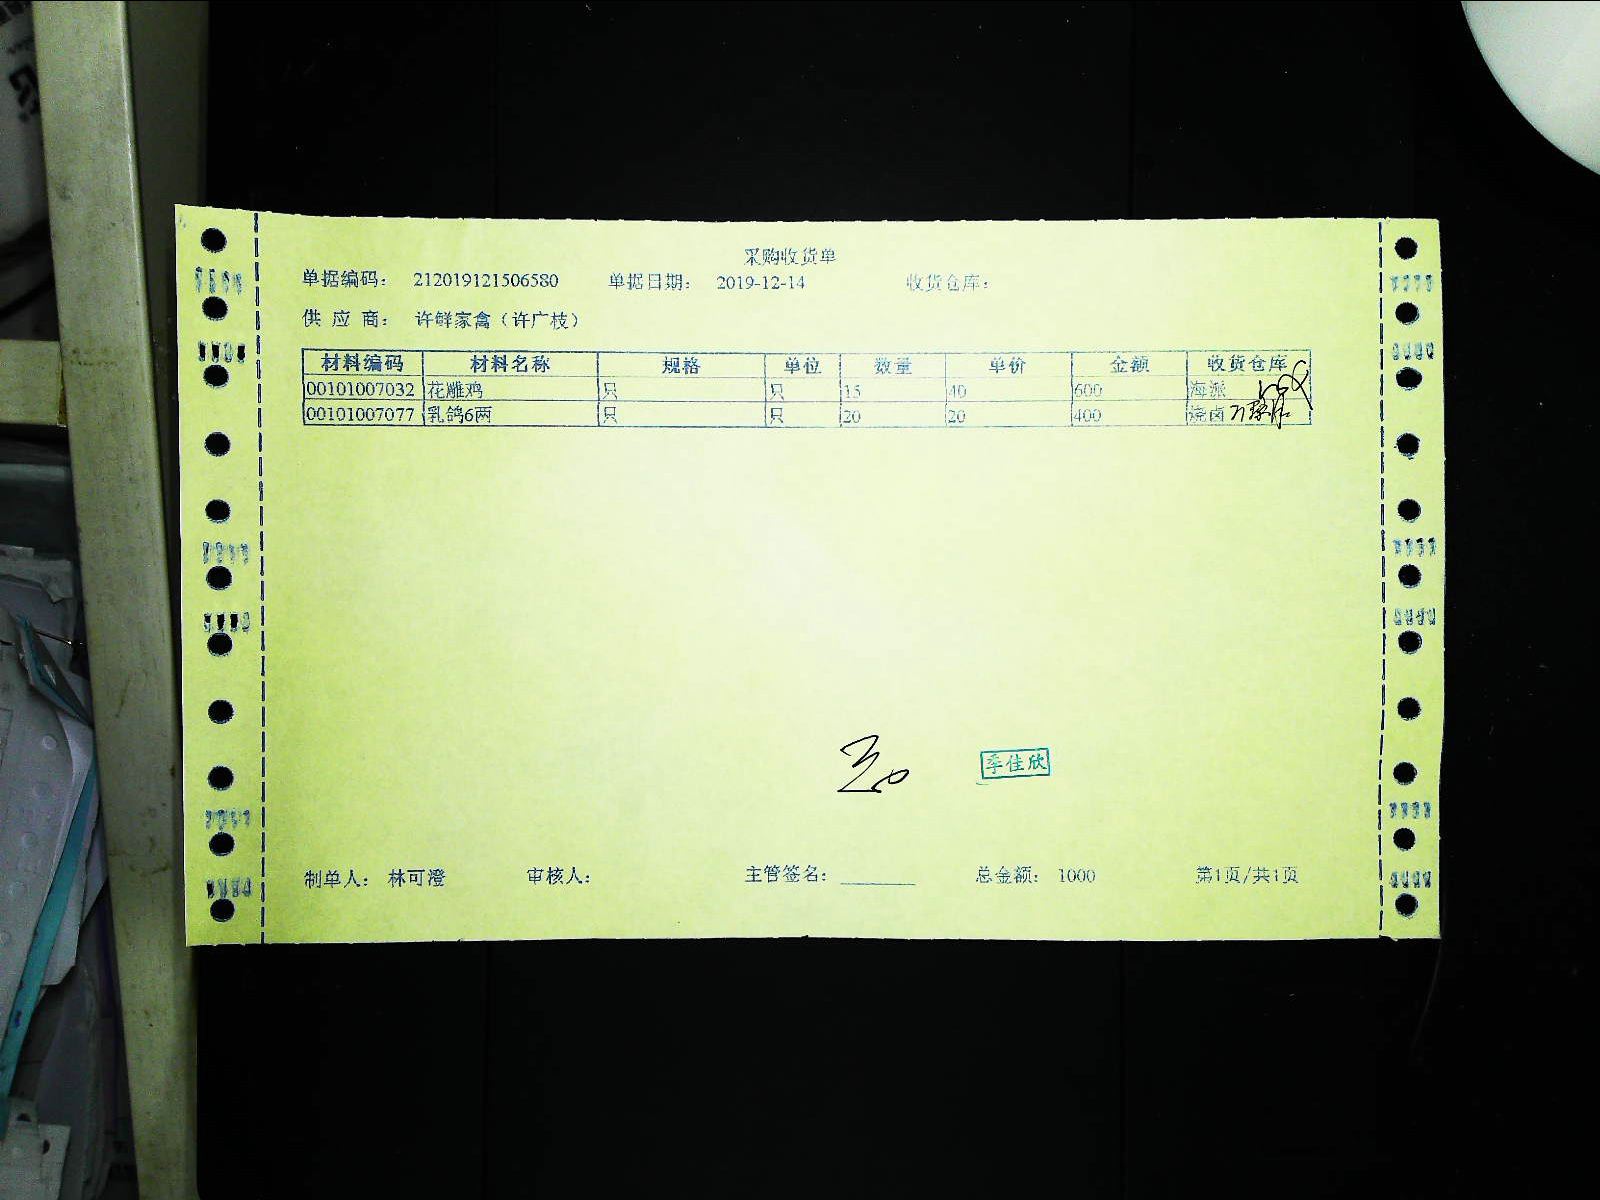 采购收货单
单据编码： 212019121506580 单据日期： 2019-12-14 收货仓库：
供应商： 许鲜家禽（许广枝）
材料编码 材料名称 规格 单位 数量 单价 金额 收货仓库
00101007032 花雕鸡 只 只 15 40 600 海派
00101007077 乳鸽6两 只 只 20 20 400 烧卤
季佳欣
制单人： 林可澄 审核人： 主管签名： 总金额： 1000 第1页/共1页